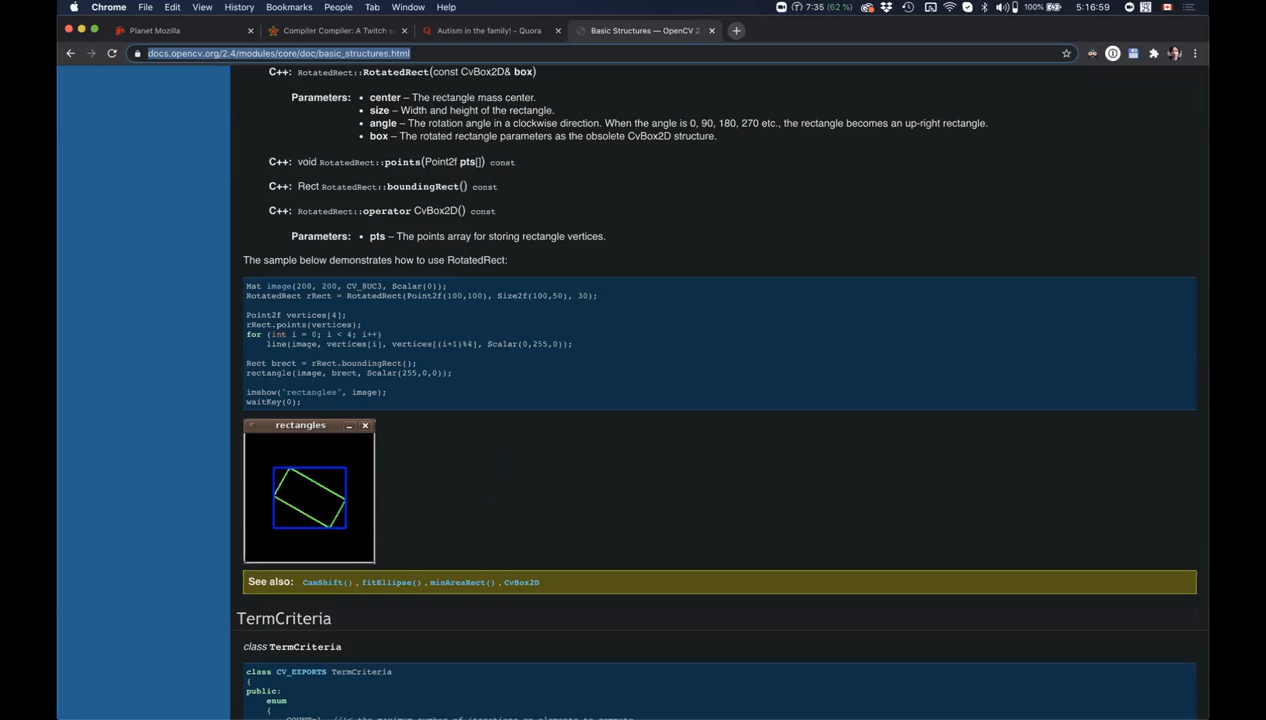 Chrome File Edit View History Bookmarks People Tab Window Help 7:35 (62 %) 100% 5:16:59
Planet Mozilla Compiler Compiler: A Twitch s Autism in the family! - Quora Basic Structures — OpenCV 2.
docs.opencv.org/2.4/modules/core/doc/basic_structures.html
C++: RotatedRect::RotatedRect(const CvBox2D& box)
Parameters: • center – The rectangle mass center.
• size – Width and height of the rectangle.
• angle – The rotation angle in a clockwise direction. When the angle is 0, 90, 180, 270 etc., the rectangle becomes an up-right rectangle.
• box – The rotated rectangle parameters as the obsolete CvBox2D structure.
C++: void RotatedRect::points(Point2f pts[]) const
C++: Rect RotatedRect::boundingRect() const
C++: RotatedRect::operator CvBox2D() const
Parameters: • pts – The points array for storing rectangle vertices.
The sample below demonstrates how to use RotatedRect:
Mat image(200, 200, CV_8UC3, Scalar(0));
RotatedRect rRect = RotatedRect(Point2f(100,100), Size2f(100,50), 30);
Point2f vertices[4];
rRect.points(vertices);
for (int i = 0; i < 4; i++)
line(image, vertices[i], vertices[(i+1)%4], Scalar(0,255,0));
Rect brect = rRect.boundingRect();
rectangle(image, brect, Scalar(255,0,0));
imshow("rectangles", image);
waitKey(0);
rectangles
See also: CamShift() , fitEllipse() , minAreaRect() , CvBox2D
TermCriteria
class TermCriteria
class CV_EXPORTS TermCriteria
{
public:
enum
{